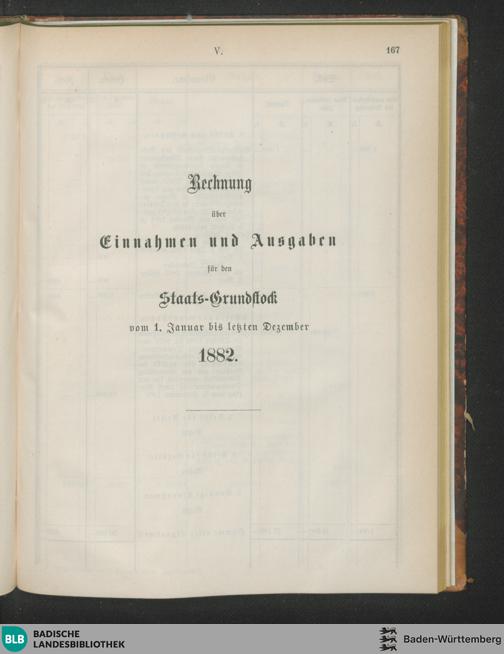 V.
167
Rechnung
über
Einnahmen und Ausgaben
für den
Staats-Grundstock
vom 1. Januar bis letzten Dezember
1882.
BLB
BADISCHE
LANDESBIBLIOTHEK
Baden-Württemberg